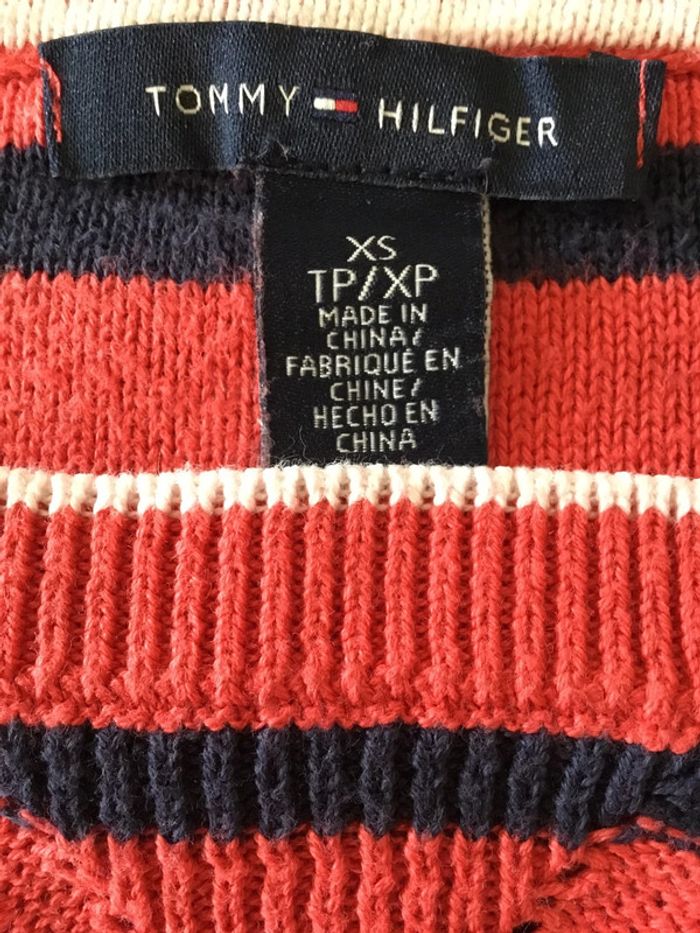 TOMMY HILFIGER
XS
TP/XP
MADE IN
CHINA/
FABRIQUÉ EN
CHINE/
HECHO EN
CHINA